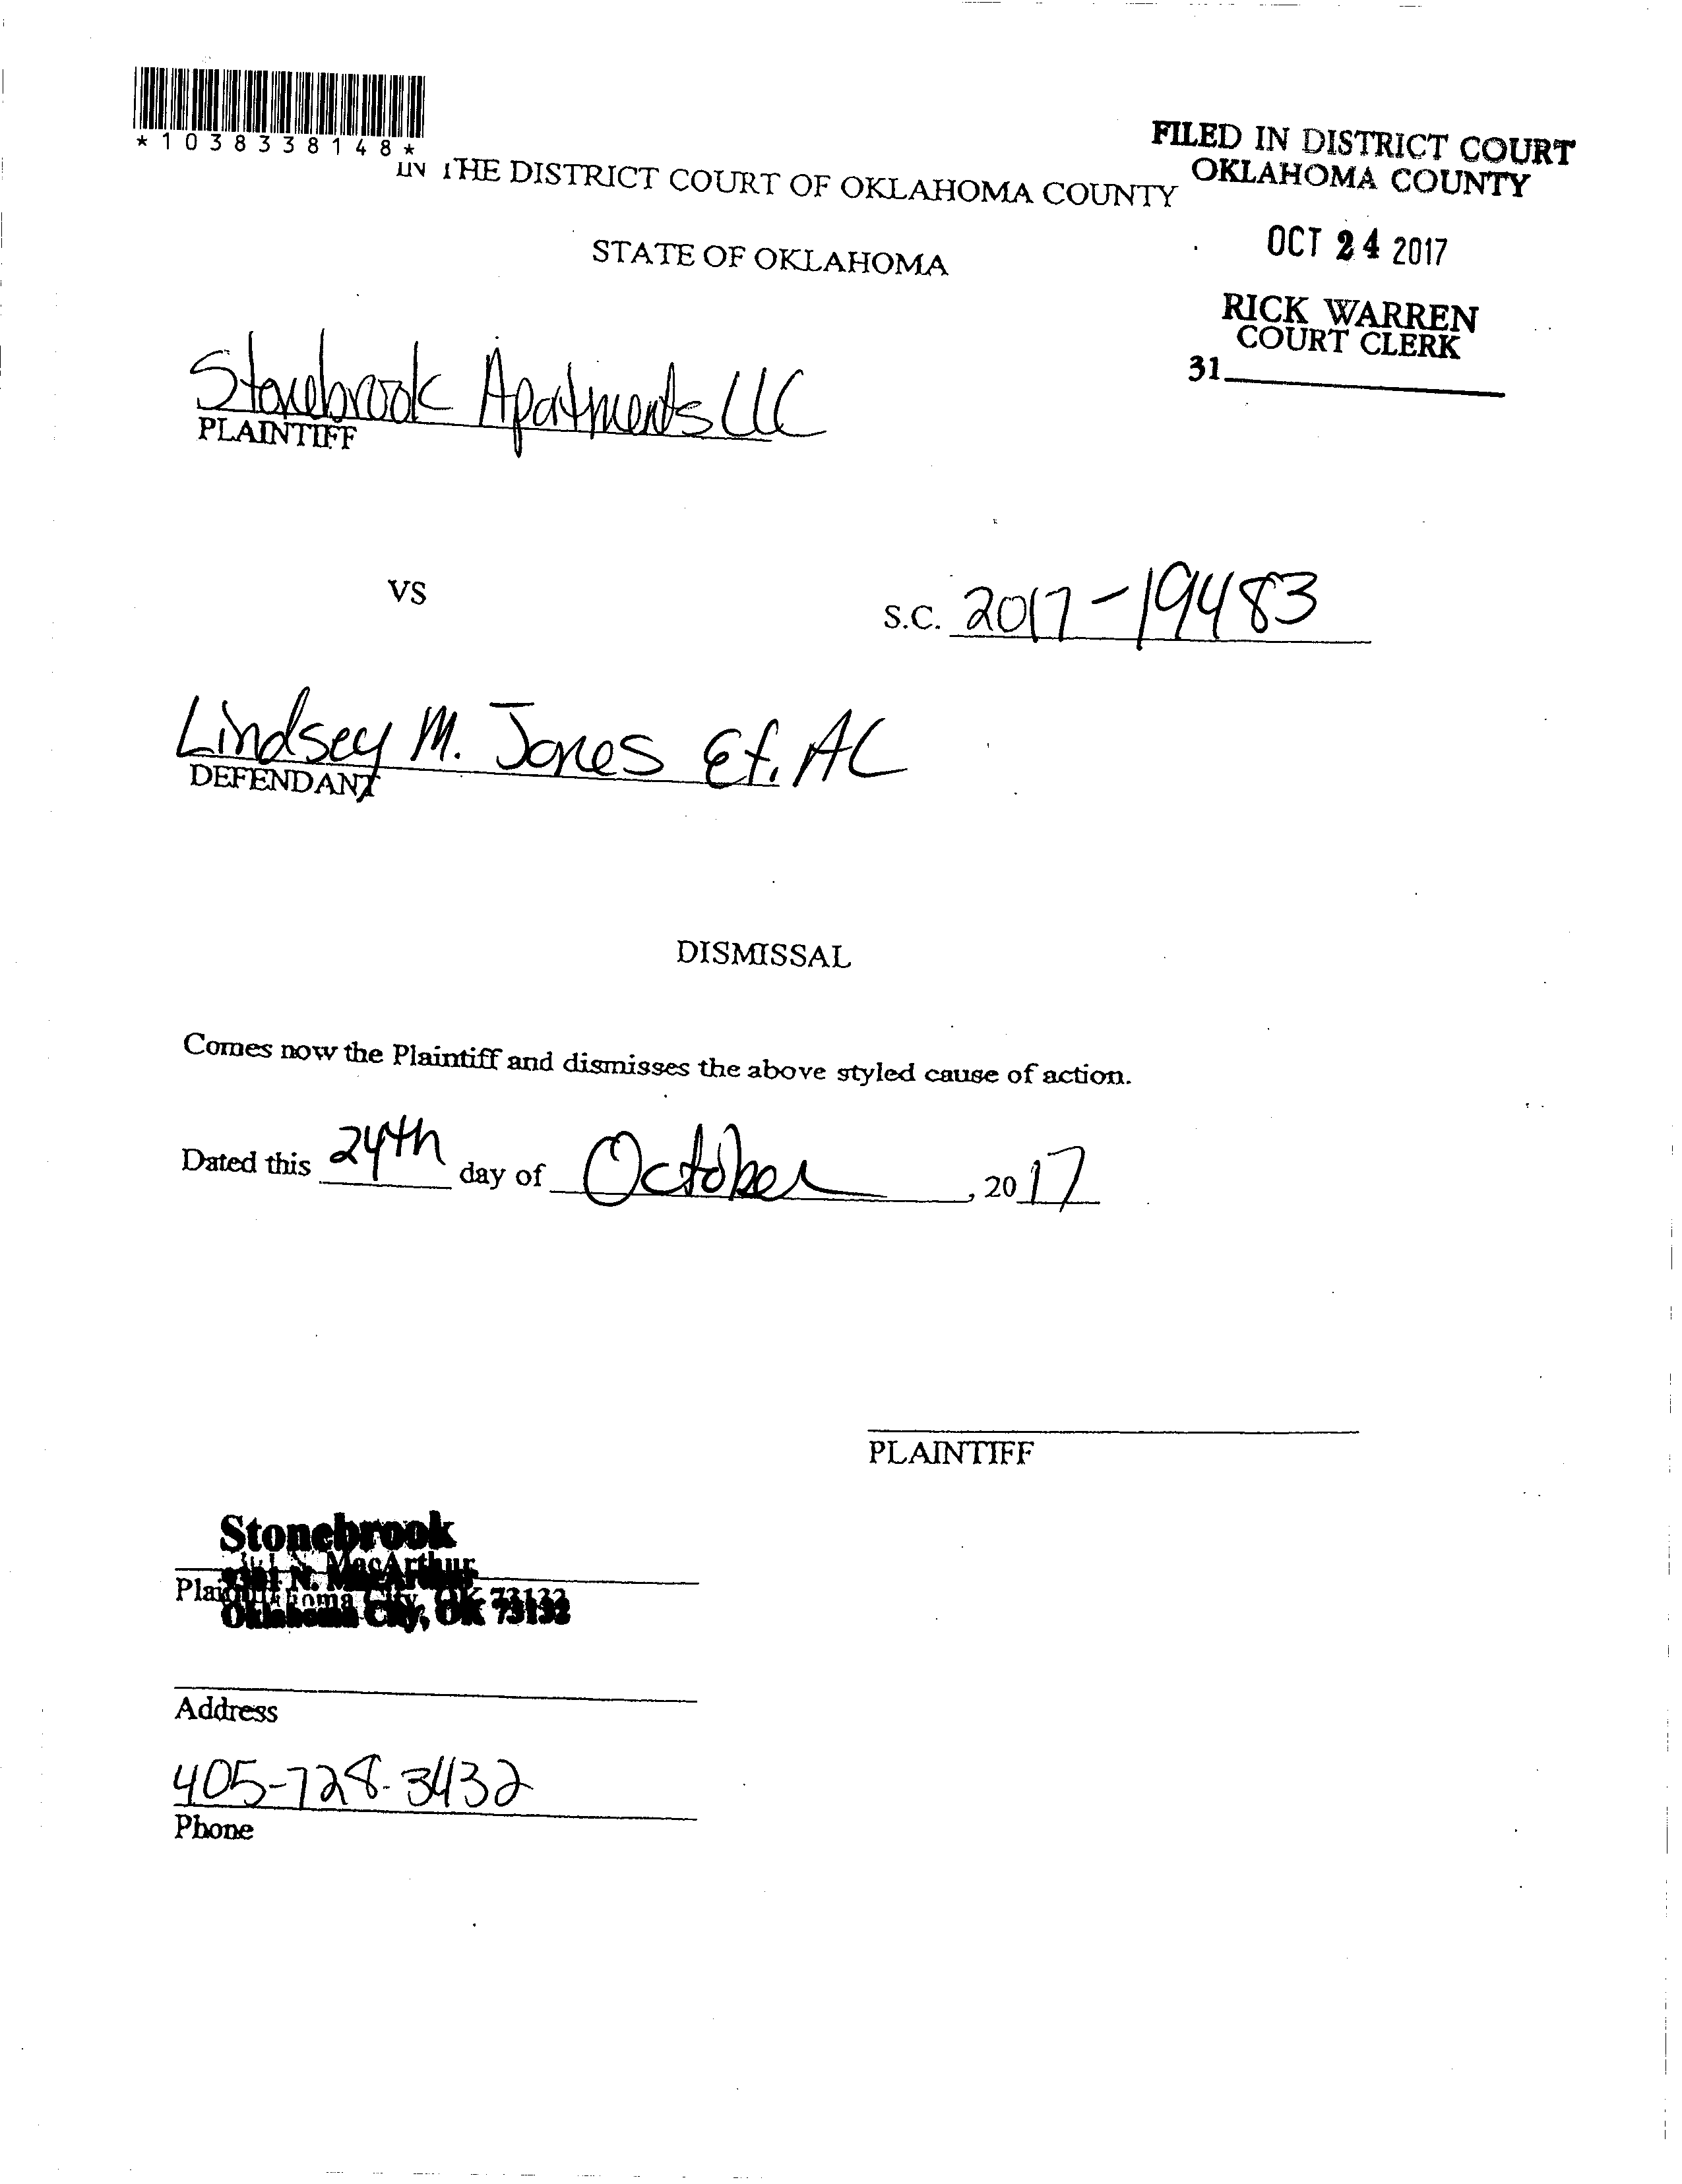 *1038338148*
FILED IN DISTRICT COURT
OKLAHOMA COUNTY
IN THE DISTRICT COURT OF OKLAHOMA COUNTY
STATE OF OKLAHOMA
OCT 24 2017
RICK WARREN
COURT CLERK
31
Stonebrook Apartments LLC
PLAINTIFF
VS
S.C. 2017-19483
Lindsey M. Jones Et. Al
DEFENDANT
DISMISSAL
Comes now the Plaintiff and dismisses the above styled cause of action.
Dated this 24th day of October, 2017
PLAINTIFF
Stonebrook
N. MacArthur
Oklahoma City, OK 73132
Address
405-728-3432
Phone